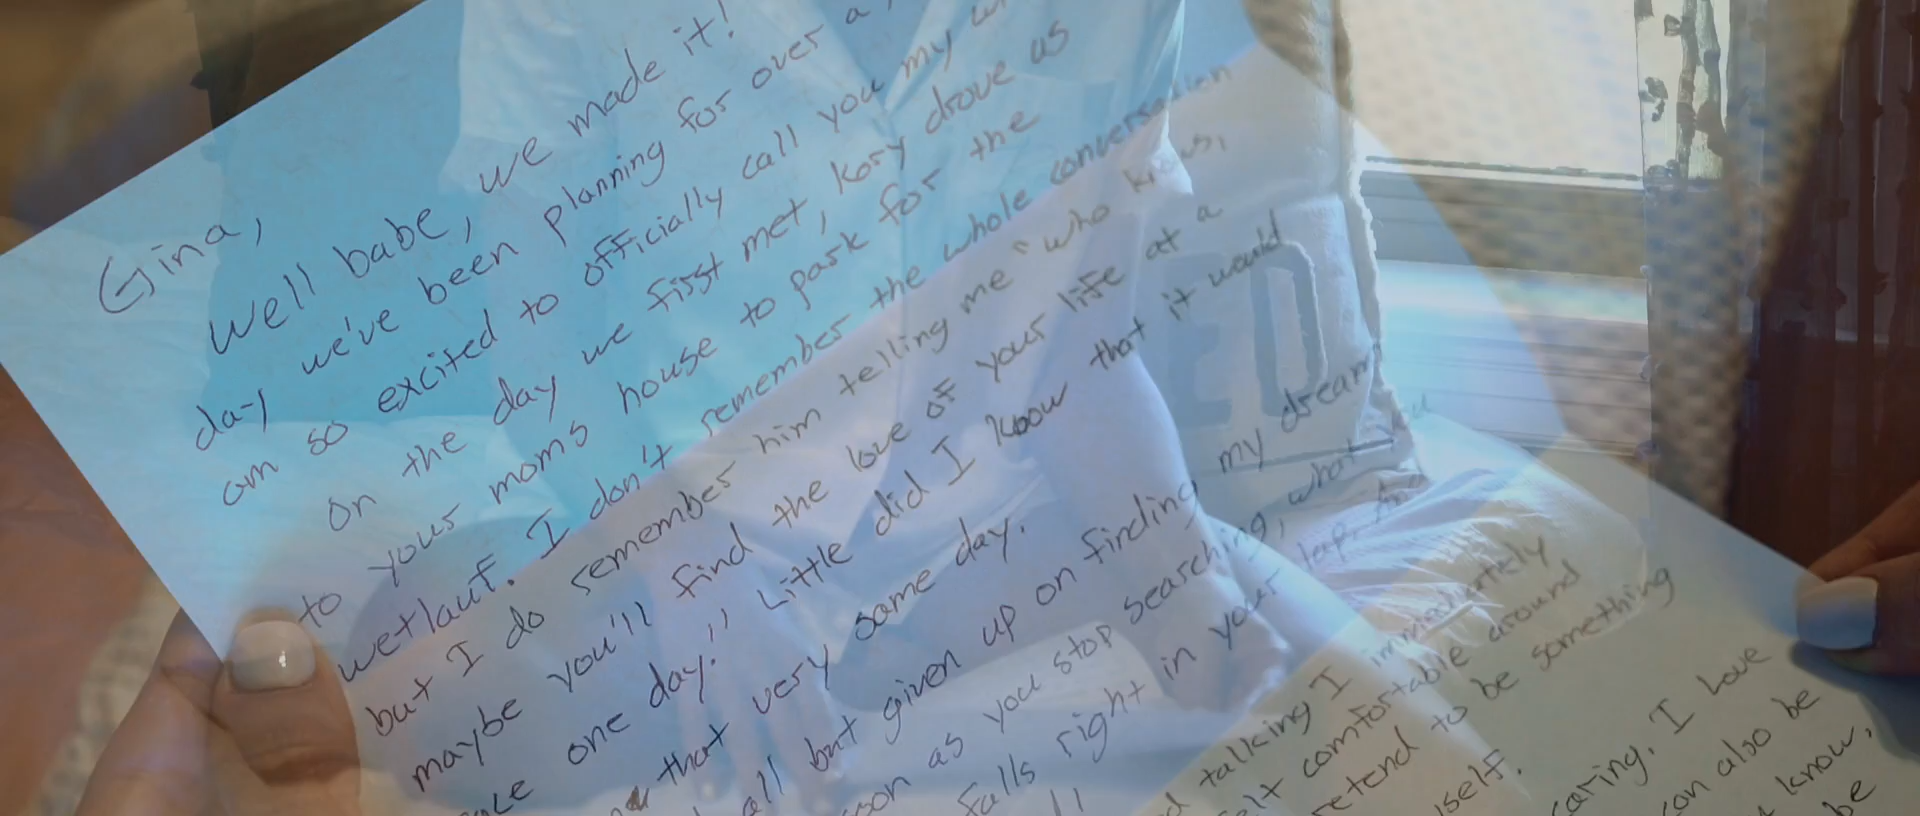 Gina,
Well babe, we made it!
day we've been planning for over a
am so excited to officially call you my
On the day we first met, Kory drove us
to your moms house to park for the
wetlauf. I don't remember the whole conversation
but I do remember him telling me "who knows,
maybe you'll find the love of your life at a
one day." Little did I know that it would
that very same day.
all but given up on finding my dream
soon as you stop searching, what you
falls right in your lap. And
talking I immediately
felt comfortable around
pretend to be something
caring. I Love
can also be
know,
be
ED